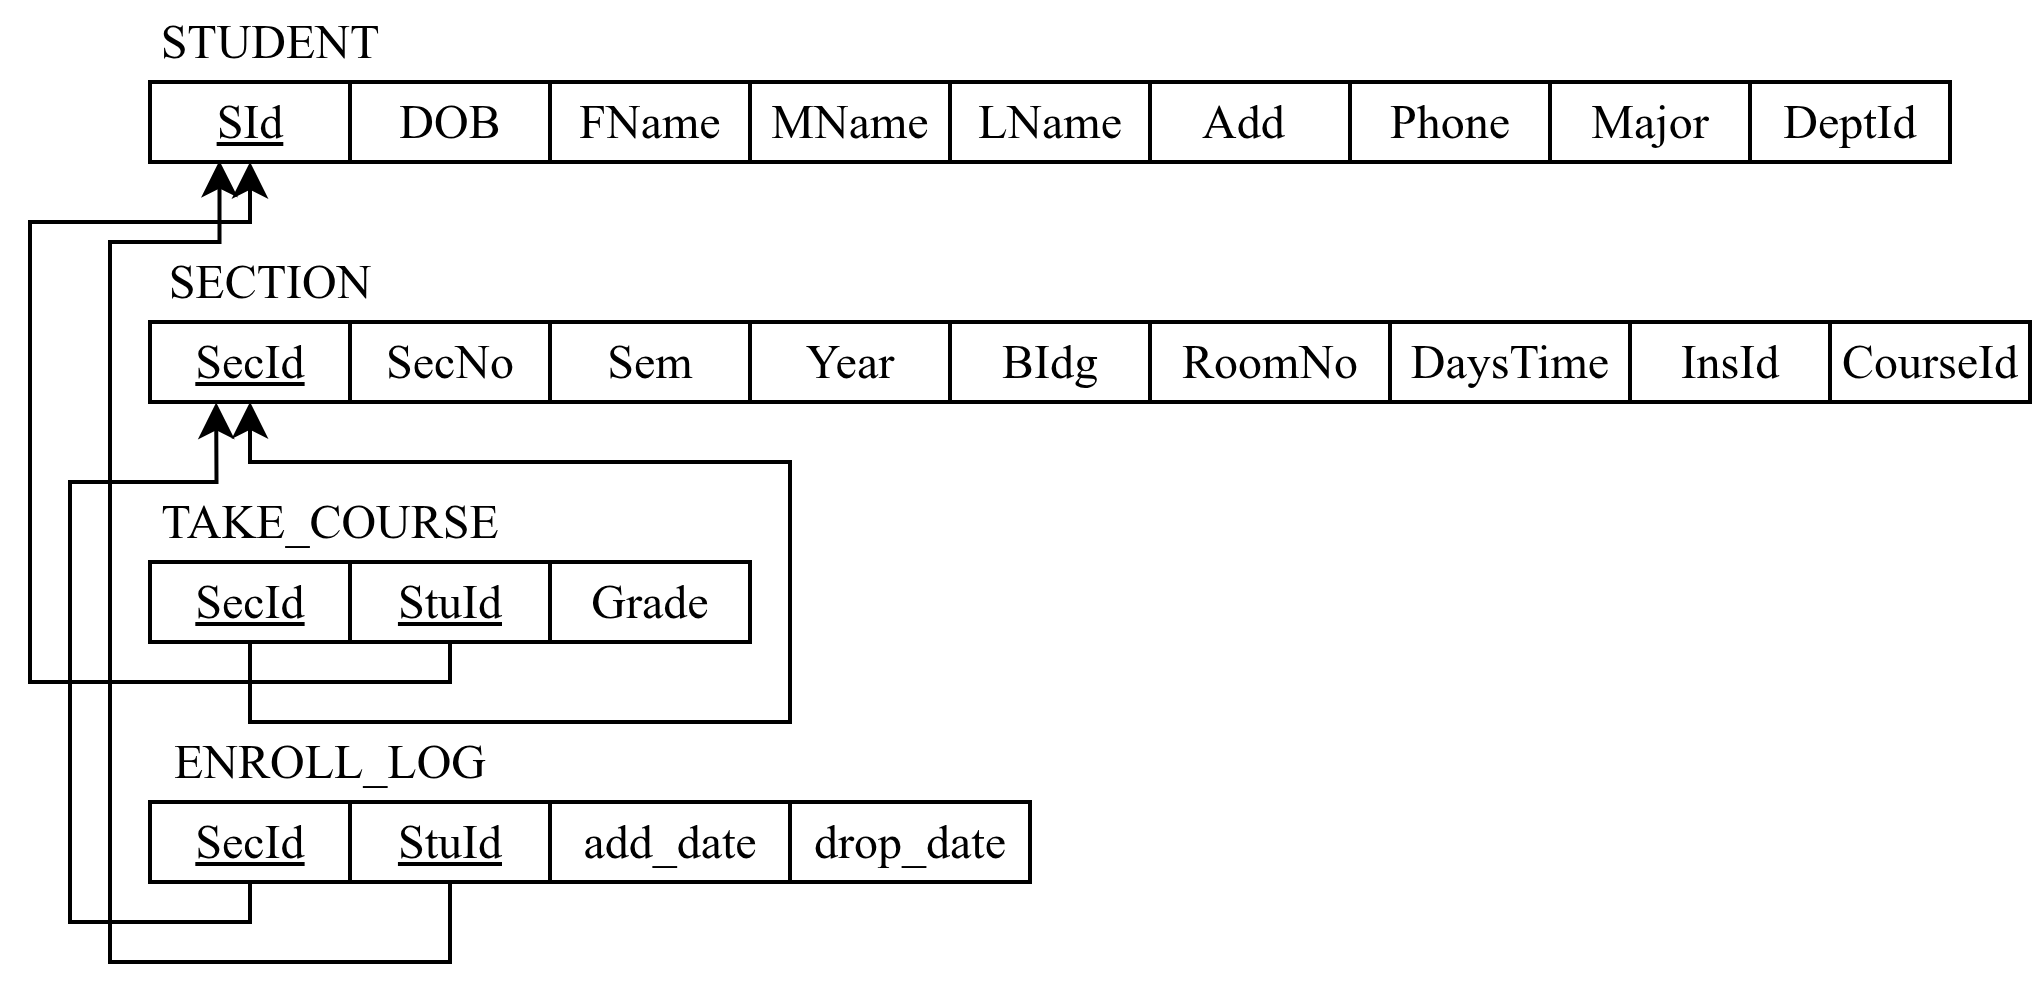 STUDENT
SId DOB FName MName LName Add Phone Major DeptId
SECTION
SecId SecNo Sem Year BIdg RoomNo DaysTime InsId CourseId
TAKE_COURSE
SecId StuId Grade
ENROLL_LOG
SecId StuId add_date drop_date